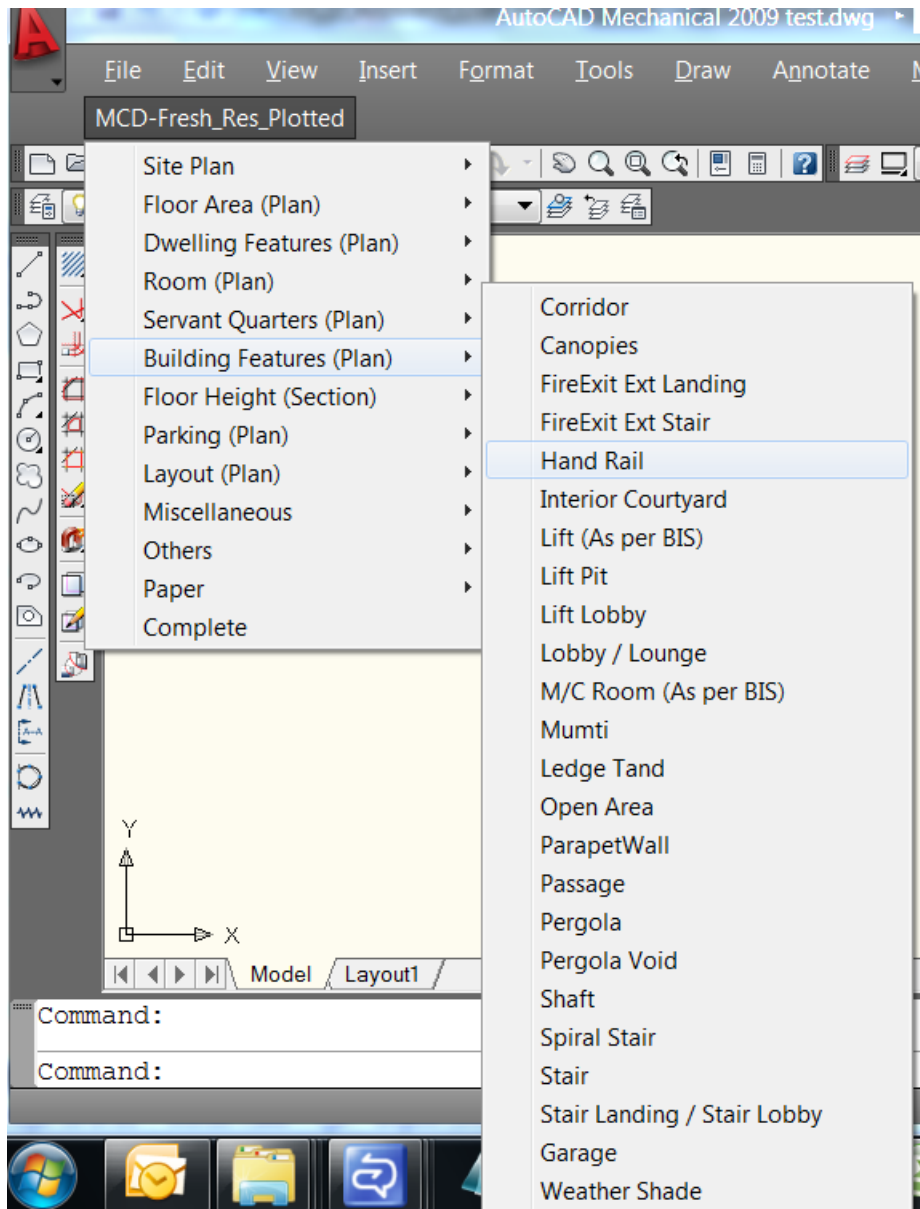 AutoCAD Mechanical 2009 test.dwg
File Edit View Insert Format Tools Draw Annotate
MCD-Fresh_Res_Plotted
Site Plan
Floor Area (Plan)
Dwelling Features (Plan)
Room (Plan)
Servant Quarters (Plan)
Building Features (Plan)
Floor Height (Section)
Parking (Plan)
Layout (Plan)
Miscellaneous
Others
Paper
Complete
Corridor
Canopies
FireExit Ext Landing
FireExit Ext Stair
Hand Rail
Interior Courtyard
Lift (As per BIS)
Lift Pit
Lift Lobby
Lobby / Lounge
M/C Room (As per BIS)
Mumti
Ledge Tand
Open Area
ParapetWall
Passage
Pergola
Pergola Void
Shaft
Spiral Stair
Stair
Stair Landing / Stair Lobby
Garage
Weather Shade
Y
X
Model Layout1
Command:
Command: